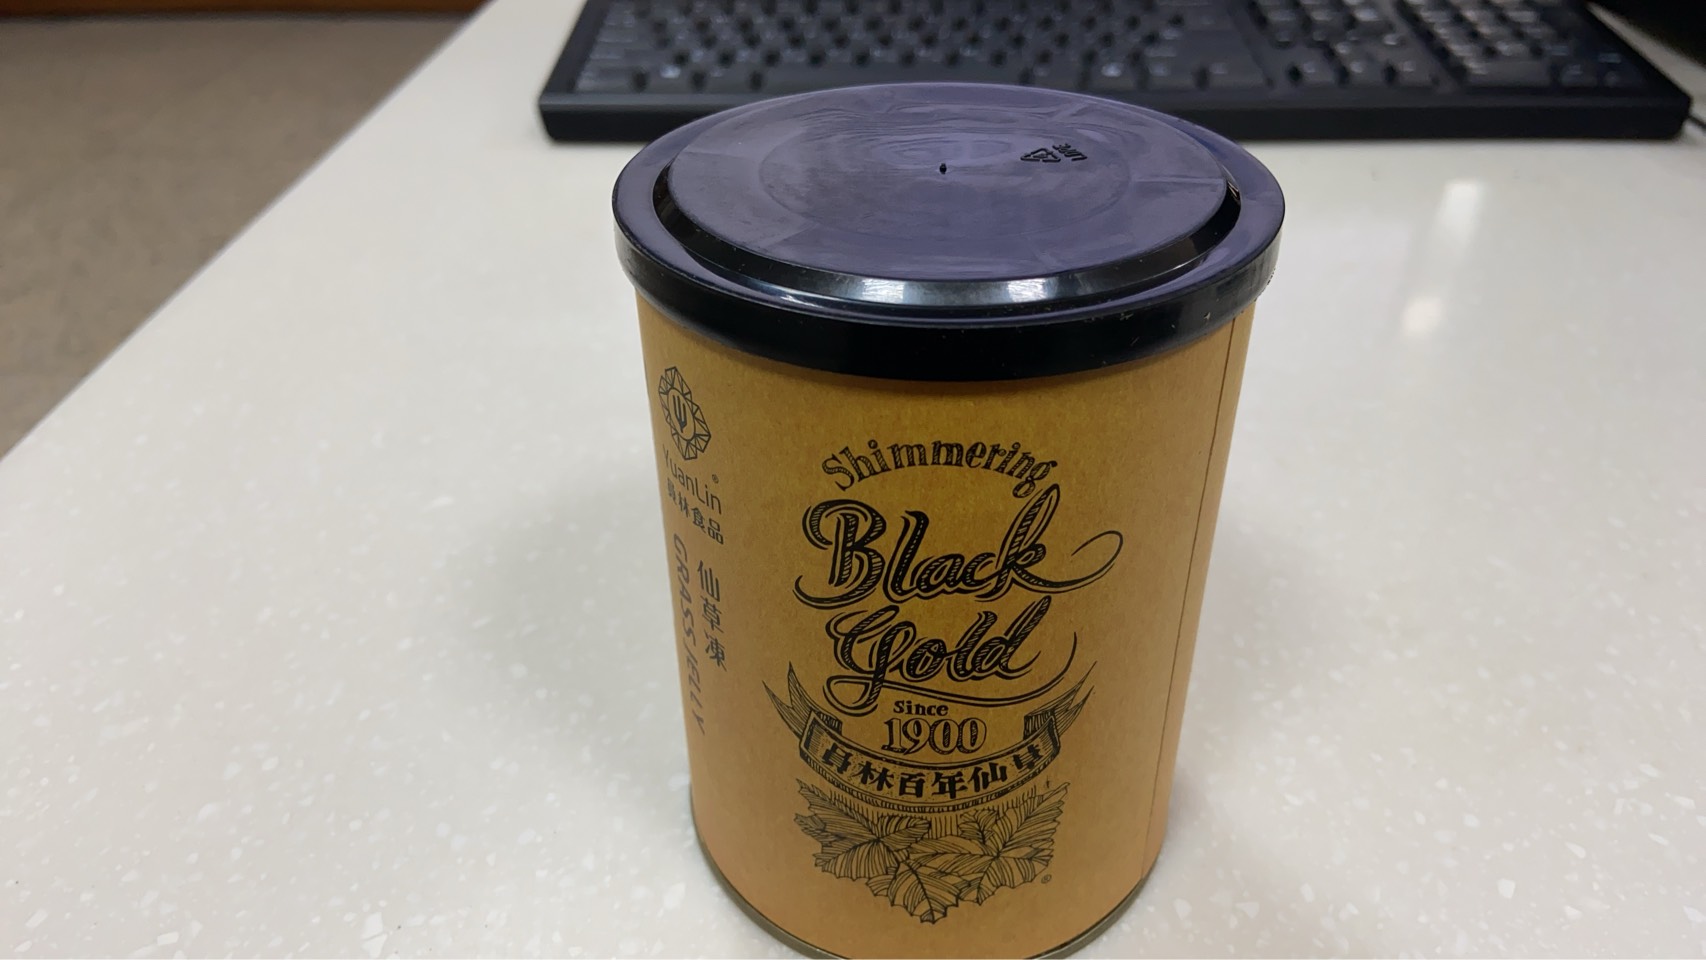 YuanLin
員林食品
仙草凍
GRASS JELLY
Shimmering
Black
Gold
Since
1900
員林百年仙草